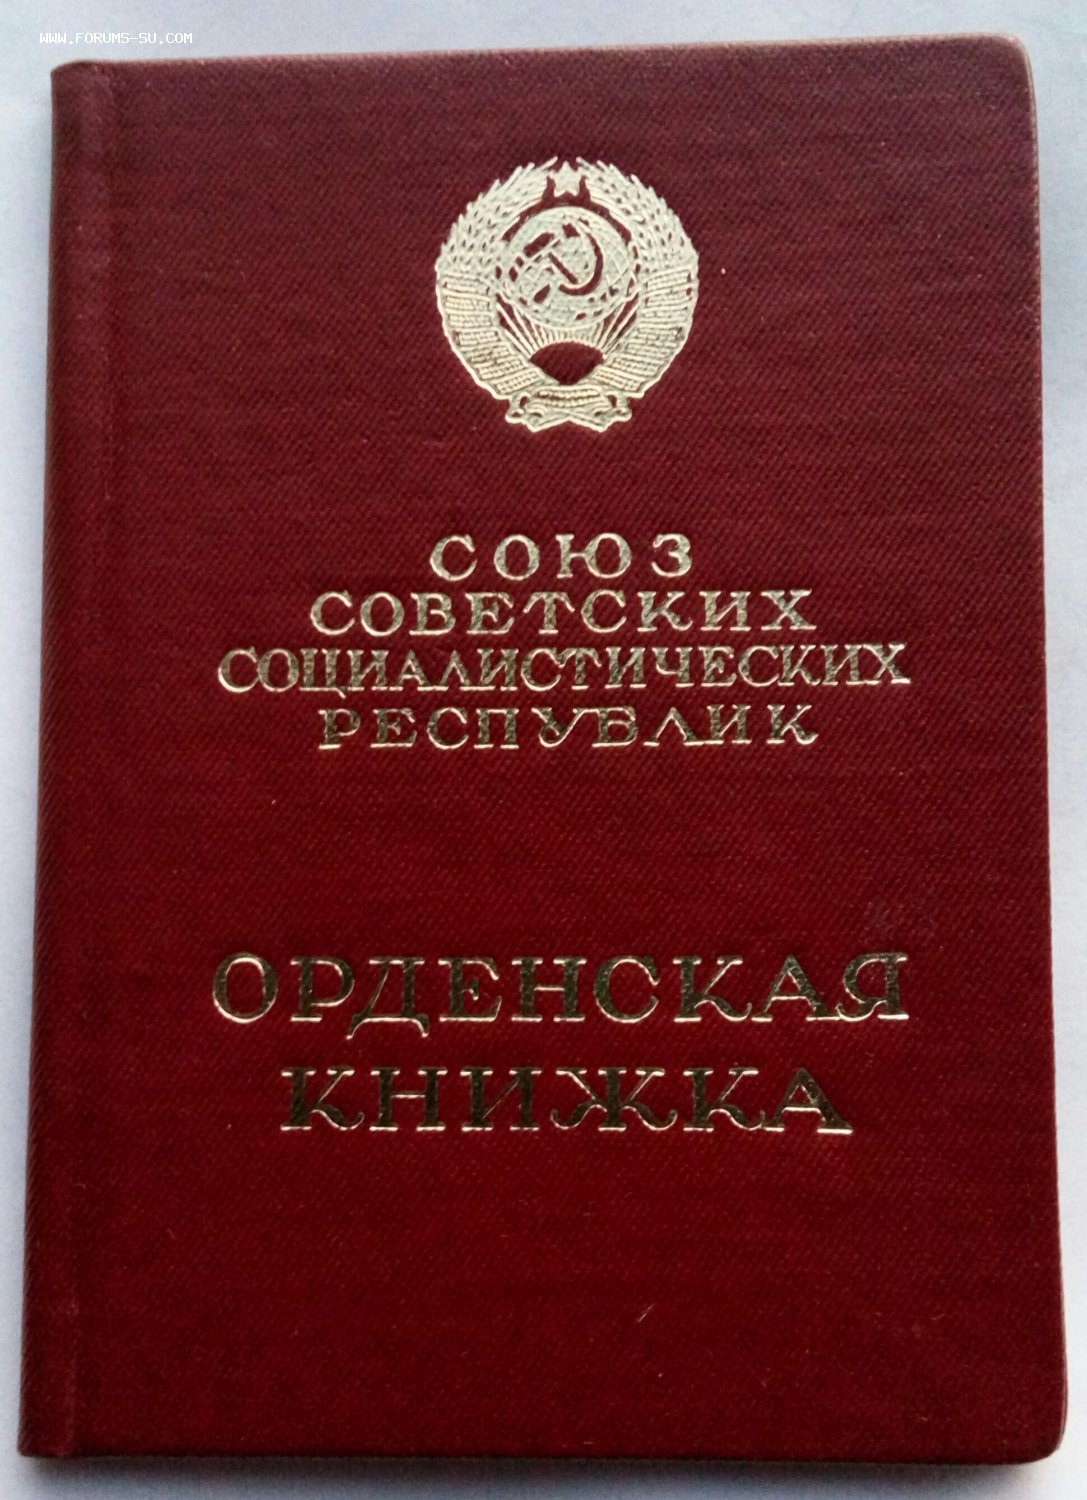 WWW.FORUMS-SU.COM
СОЮЗ
СОВЕТСКИХ
СОЦИАЛИСТИЧЕСКИХ
РЕСПУБЛИК
ОРДЕНСКАЯ
КНИЖКА